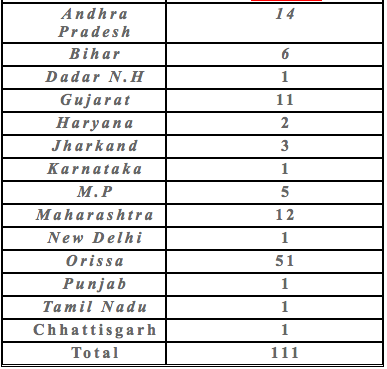 Andhra 14
Pradesh
Bihar 6
Dadar N.H 1
Gujarat 11
Haryana 2
Jharkand 3
Karnataka 1
M.P 5
Maharashtra 12
New Delhi 1
Orissa 51
Punjab 1
Tamil Nadu 1
Chhattisgarh 1
Total 111